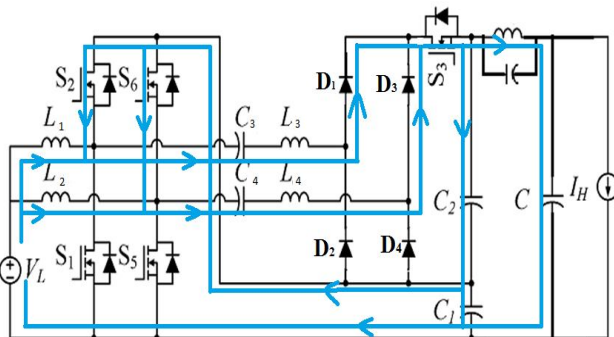 S2 S6 D1 D3 S3
L1 C3 L3
L2 C4 L4 C2 C IH
S1 S5 D2 D4
VL C1